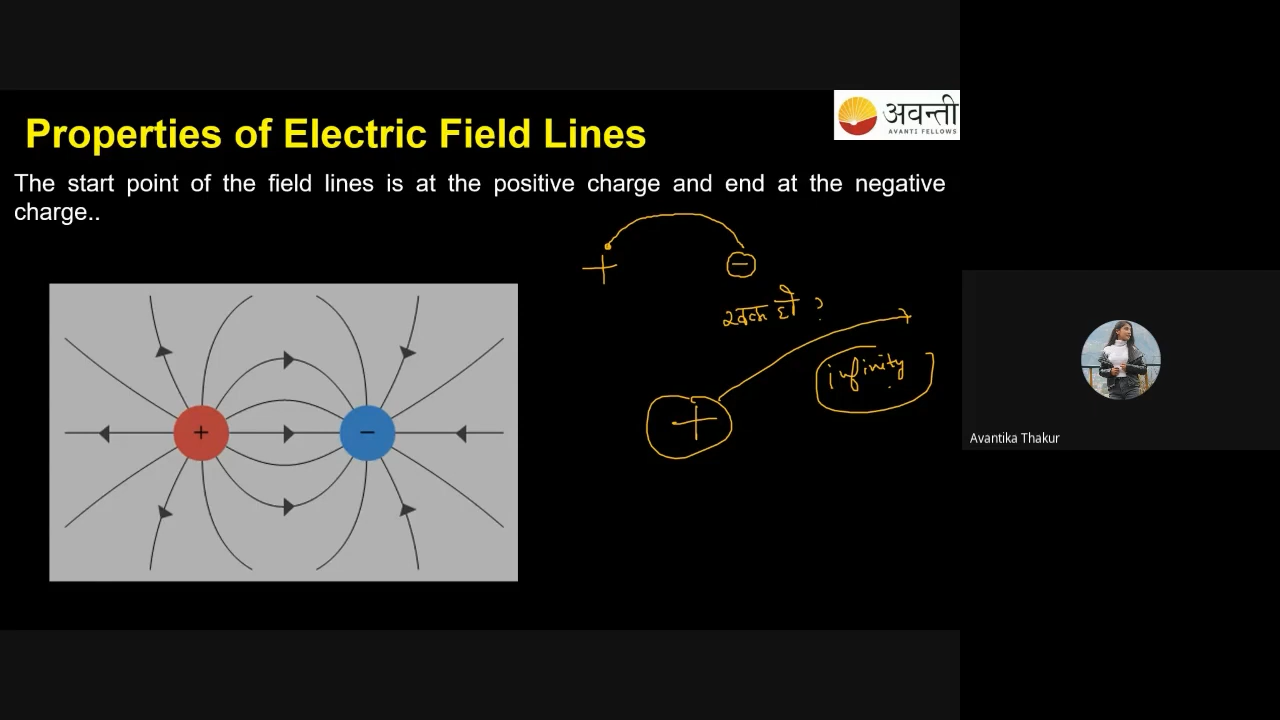 Properties of Electric Field Lines
अवन्ती
AVANTI FELLOWS
The start point of the field lines is at the positive charge and end at the negative
charge..
+ −
ही ?
infinity
+
+ −
Avantika Thakur